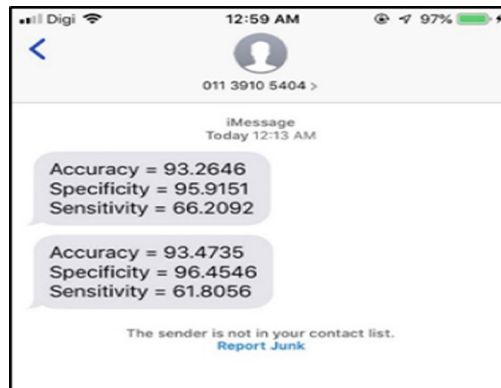 Digi 12:59 AM 97%
011 3910 5404 >
iMessage
Today 12:13 AM
Accuracy = 93.2646
Specificity = 95.9151
Sensitivity = 66.2092
Accuracy = 93.4735
Specificity = 96.4546
Sensitivity = 61.8056
The sender is not in your contact list.
Report Junk